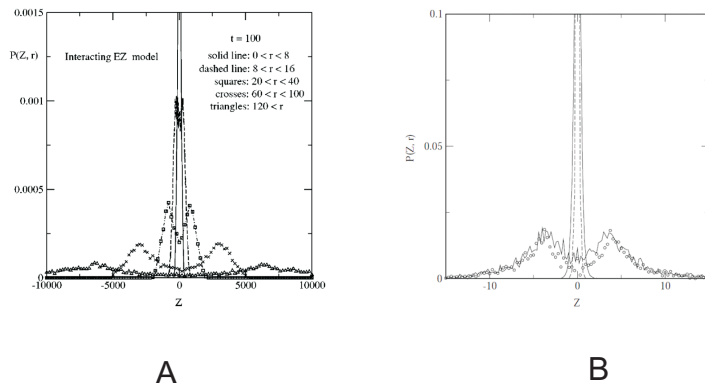 0.0015
P(Z, r)
0.001
0.0005
0
Interacting EZ model
t = 100
solid line: 0 < r < 8
dashed line: 8 < r < 16
squares: 20 < r < 40
crosses: 60 < r < 100
triangles: 120 < r
-10000 -5000 0 5000 10000
Z
A
0.1
0.05
0
P(Z, r)
-10 0 10
Z
B